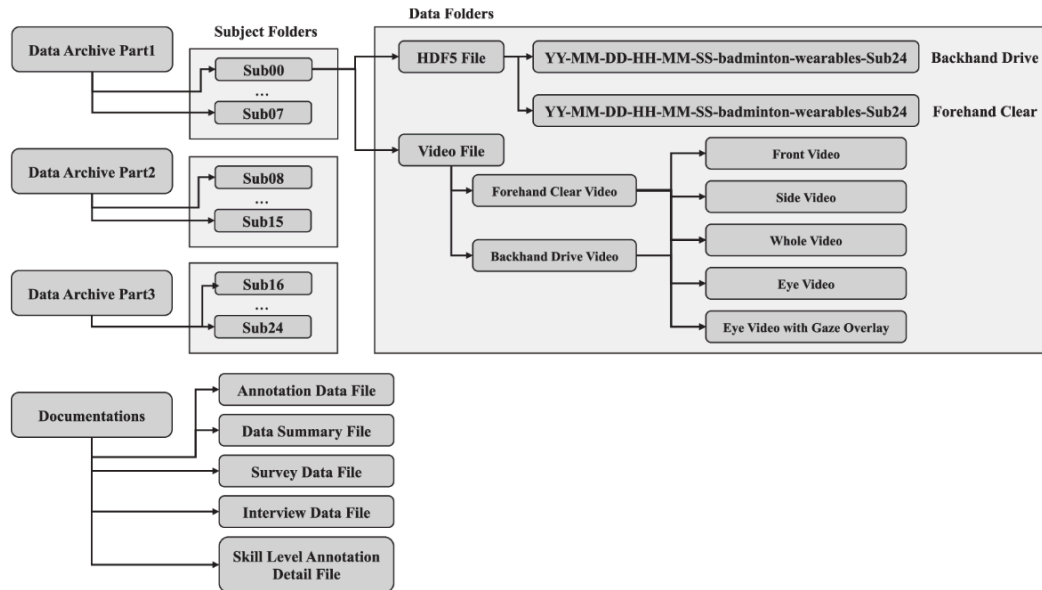 Data Folders
Subject Folders
Data Archive Part1
Sub00
...
Sub07
HDF5 File
YY-MM-DD-HH-MM-SS-badminton-wearables-Sub24
Backhand Drive
YY-MM-DD-HH-MM-SS-badminton-wearables-Sub24
Forehand Clear
Video File
Forehand Clear Video
Backhand Drive Video
Front Video
Side Video
Whole Video
Eye Video
Eye Video with Gaze Overlay
Data Archive Part2
Sub08
...
Sub15
Data Archive Part3
Sub16
...
Sub24
Documentations
Annotation Data File
Data Summary File
Survey Data File
Interview Data File
Skill Level Annotation
Detail File